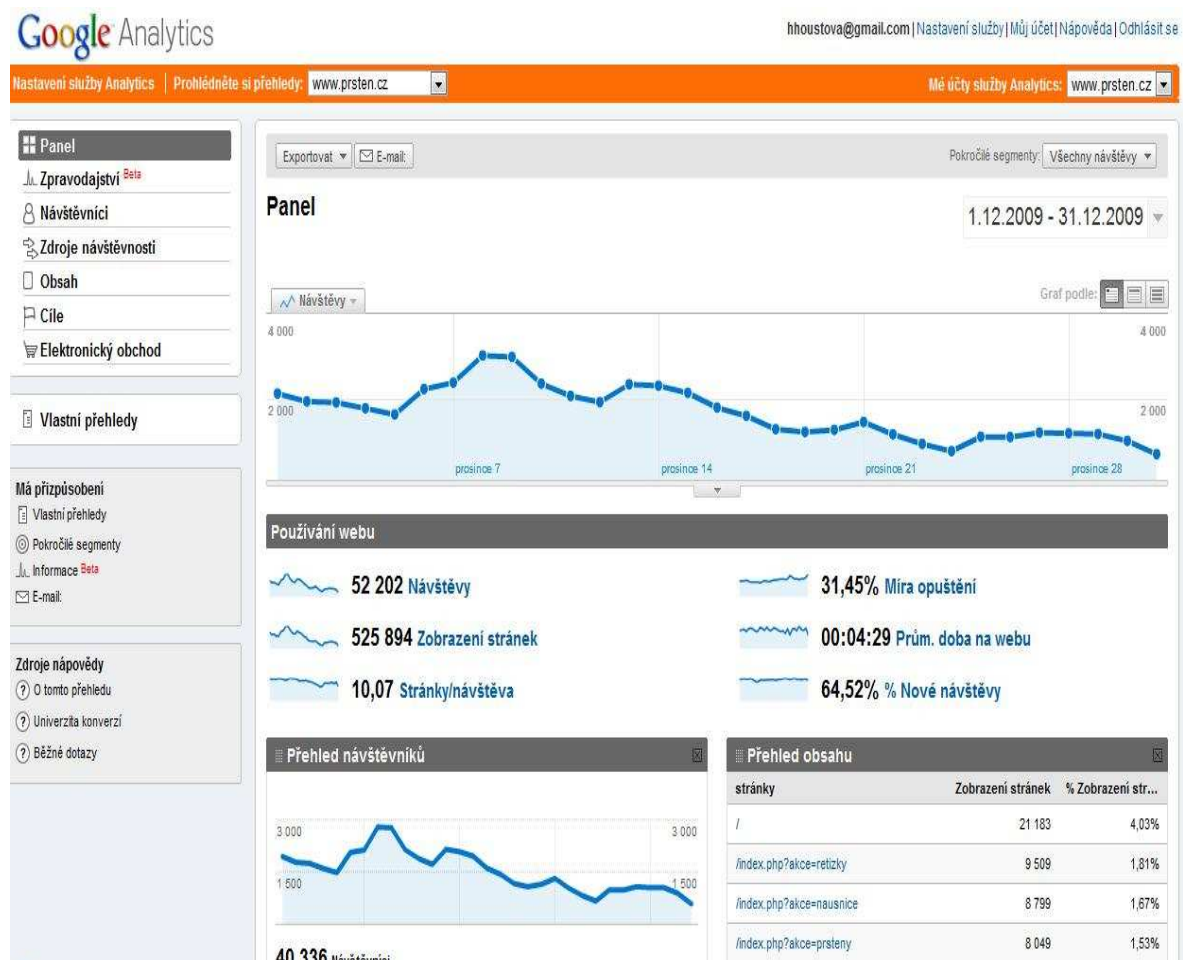 Google Analytics
hhoustova@gmail.com | Nastavení služby | Můj účet | Nápověda | Odhlásit se
Nastavení služby Analytics | Prohlédněte si přehledy: www.prsten.cz
Mé účty služby Analytics: www.prsten.cz
Panel
Zpravodajství Beta
Návštěvníci
Zdroje návštěvnosti
Obsah
Cíle
Elektronický obchod
Vlastní přehledy
Má přizpůsobení
Vlastní přehledy
Pokročilé segmenty
Informace Beta
E-mail:
Zdroje nápovědy
O tomto přehledu
Univerzita konverzí
Běžné dotazy
Exportovat
E-mail:
Pokročilé segmenty: Všechny návštěvy
Panel
1.12.2009 - 31.12.2009
Návštěvy
Graf podle:
4 000
4 000
2 000
2 000
prosince 7
prosince 14
prosince 21
prosince 28
Používání webu
52 202 Návštěvy
31,45% Míra opuštění
525 894 Zobrazení stránek
00:04:29 Prům. doba na webu
10,07 Stránky/návštěva
64,52% % Nové návštěvy
Přehled návštěvníků
3 000
3 000
1 500
1 500
40 336 Návštěvníci
Přehled obsahu
stránky Zobrazení stránek % Zobrazení str...
/ 21 183 4,03%
/index.php?akce=retizky 9 509 1,81%
/index.php?akce=nausnice 8 799 1,67%
/index.php?akce=prsteny 8 049 1,53%